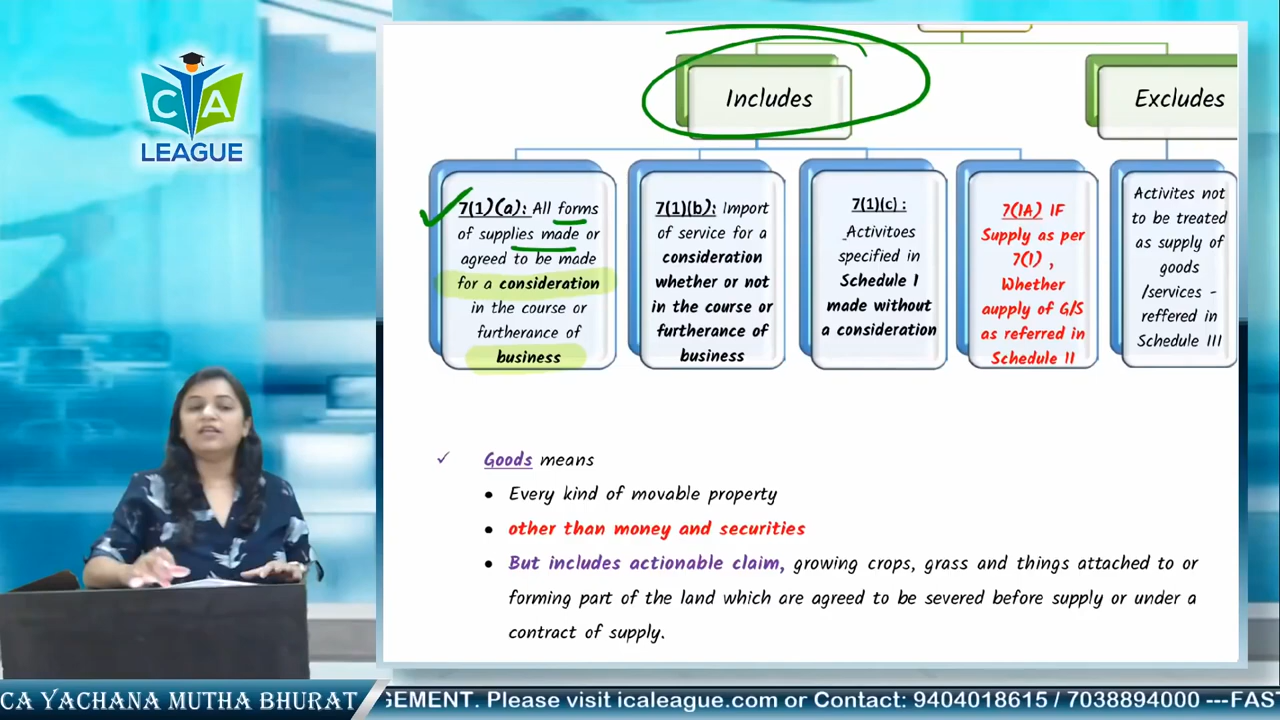 C A
LEAGUE
Includes
Excludes
7(1)(a): All forms
of supplies made or
agreed to be made
for a consideration
in the course or
furtherance of
business
7(1)(b): Import
of service for a
consideration
whether or not
in the course or
furtherance of
business
7(1)(c) :
Activitoes
specified in
Schedule 1
made without
a consideration
7(1A) IF
Supply as per
7(1) ,
Whether
aupply of G/S
as referred in
Schedule 11
Activites not
to be treated
as supply of
goods
/services -
reffered in
Schedule III
✓ Goods means
• Every kind of movable property
• other than money and securities
• But includes actionable claim, growing crops, grass and things attached to or
forming part of the land which are agreed to be severed before supply or under a
contract of supply.
CA YACHANA MUTHA BHURAT
GEMENT. Please visit icaleague.com or Contact: 9404018615 / 7038894000 ---FAS